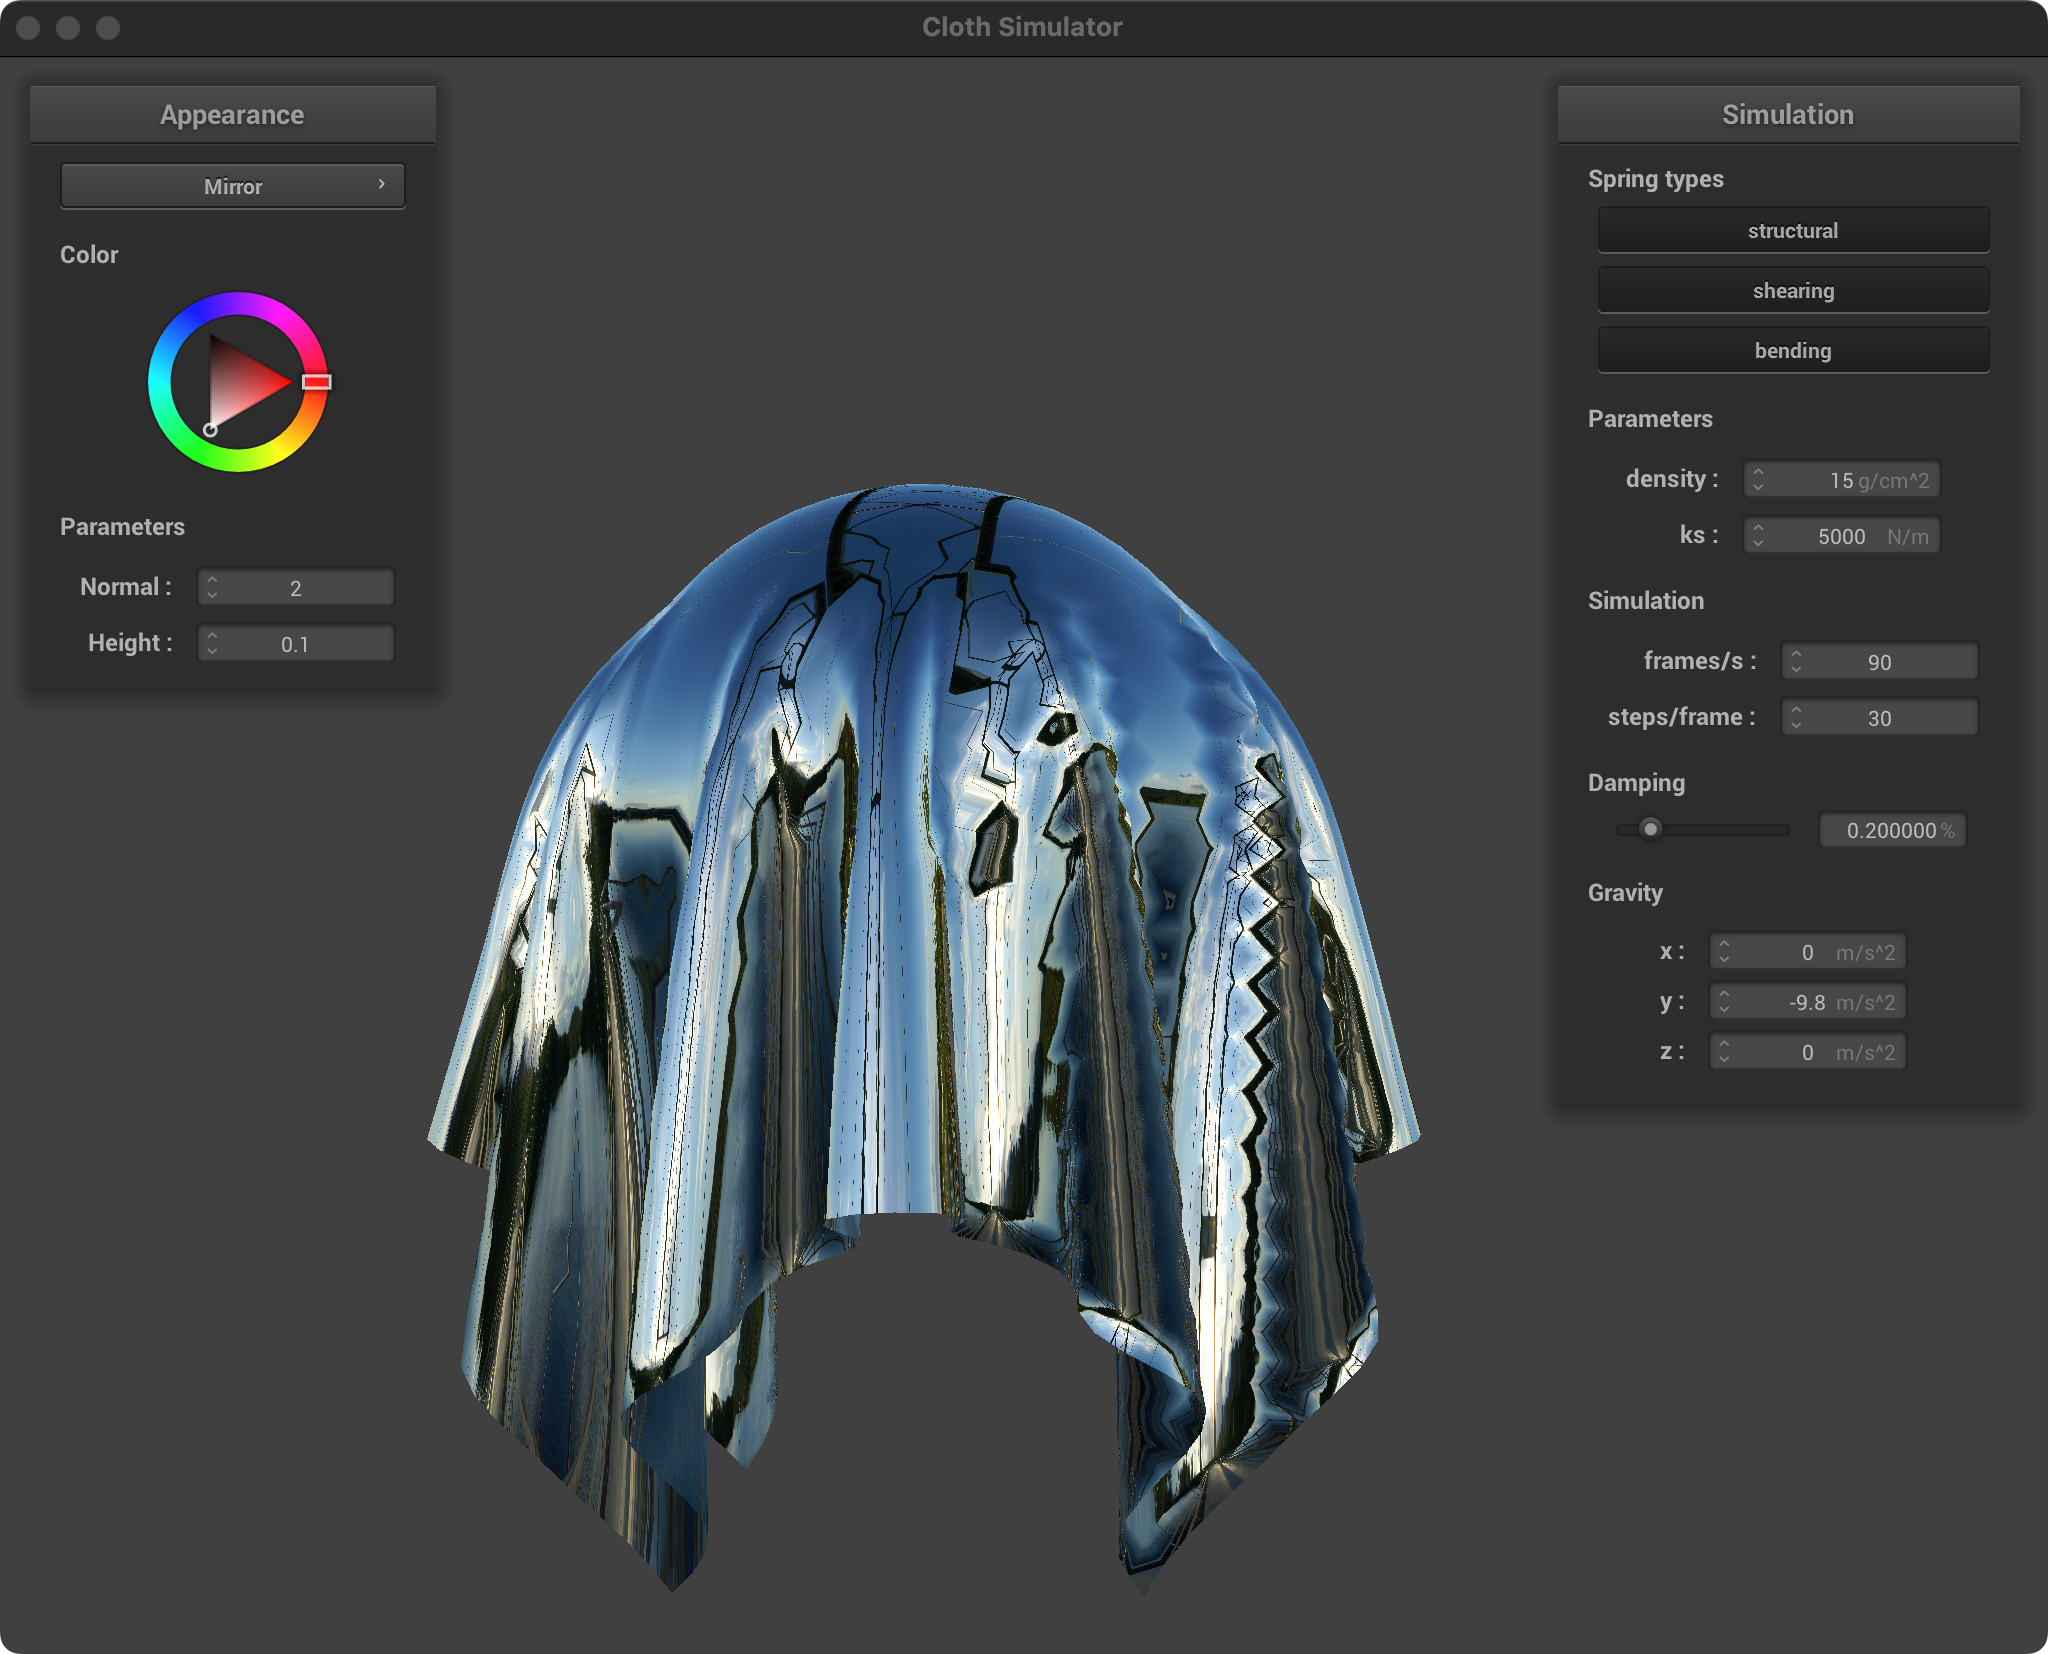 Cloth Simulator
Appearance
Mirror
Color
Parameters
Normal : 2
Height : 0.1
Simulation
Spring types
structural
shearing
bending
Parameters
density : 15 g/cm^2
ks : 5000 N/m
Simulation
frames/s : 90
steps/frame : 30
Damping
0.200000 %
Gravity
x : 0 m/s^2
y : -9.8 m/s^2
z : 0 m/s^2